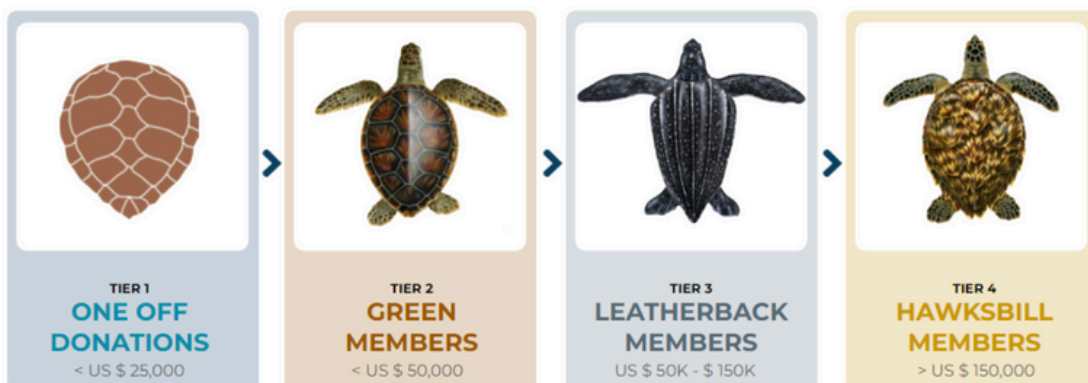 TIER 1
ONE OFF
DONATIONS
< US $ 25,000
TIER 2
GREEN
MEMBERS
< US $ 50,000
TIER 3
LEATHERBACK
MEMBERS
US $ 50K - $ 150K
TIER 4
HAWKSBILL
MEMBERS
> US $ 150,000